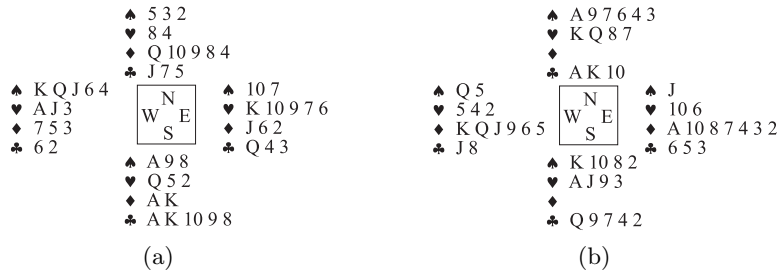 ♠ 5 3 2
♥ 8 4
♦ Q 10 9 8 4
♣ J 7 5
♠ K Q J 6 4
♥ A J 3
♦ 7 5 3
♣ 6 2
N
W E
S
♠ 10 7
♥ K 10 9 7 6
♦ J 6 2
♣ Q 4 3
♠ A 9 8
♥ Q 5 2
♦ A K
♣ A K 10 9 8
(a)
♠ A 9 7 6 4 3
♥ K Q 8 7
♦
♣ A K 10
♠ Q 5
♥ 5 4 2
♦ K Q J 9 6 5
♣ J 8
N
W E
S
♠ J
♥ 10 6
♦ A 10 8 7 4 3 2
♣ 6 5 3
♠ K 10 8 2
♥ A J 9 3
♦
♣ Q 9 7 4 2
(b)